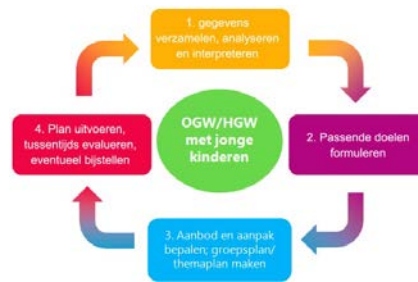 1. gegevens
verzamelen, analyseren
en interpreteren
2. Passende doelen
formuleren
3. Aanbod en aanpak
bepalen; groepsplan/
themaplan maken
4. Plan uitvoeren,
tussentijds evalueren,
eventueel bijstellen
OGW/HGW
met jonge
kinderen